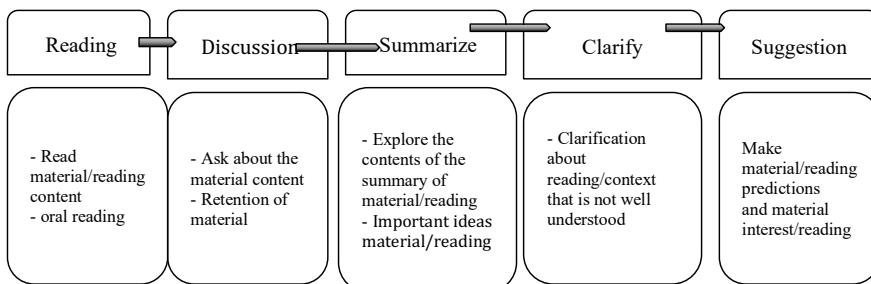 Reading
Discussion
Summarize
Clarify
Suggestion
- Read
material/reading
content
- oral reading
- Ask about the
material content
- Retention of
material
- Explore the
contents of the
summary of
material/reading
- Important ideas
material/reading
- Clarification
about
reading/context
that is not well
understood
Make
material/reading
predictions
and material
interest/reading